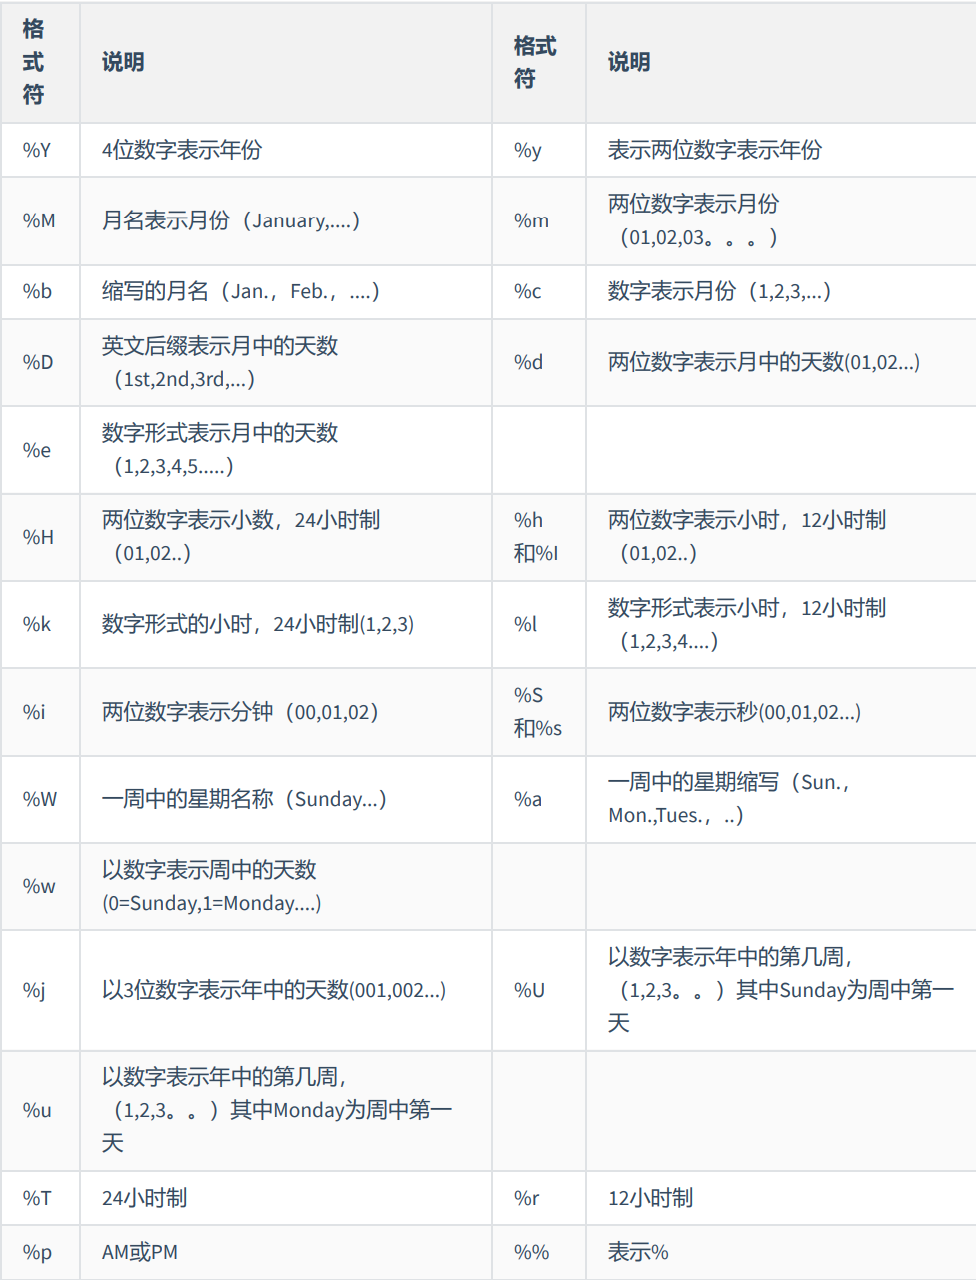 格
式
符
说明
格式
符
说明
%Y
4位数字表示年份
%y
表示两位数字表示年份
%M
月名表示月份（January,....）
%m
两位数字表示月份
（01,02,03。。。）
%b
缩写的月名（Jan.，Feb.，....）
%c
数字表示月份（1,2,3,...）
%D
英文后缀表示月中的天数
（1st,2nd,3rd,...）
%d
两位数字表示月中的天数(01,02...)
%e
数字形式表示月中的天数
（1,2,3,4,5.....）
%H
两位数字表示小数，24小时制
（01,02..）
%h
和%I
两位数字表示小时，12小时制
（01,02..）
%k
数字形式的小时，24小时制(1,2,3)
%l
数字形式表示小时，12小时制
（1,2,3,4....）
%i
两位数字表示分钟（00,01,02）
%S
和%s
两位数字表示秒(00,01,02...)
%W
一周中的星期名称（Sunday...）
%a
一周中的星期缩写（Sun.，
Mon.,Tues.，..）
%w
以数字表示周中的天数
(0=Sunday,1=Monday....)
%j
以3位数字表示年中的天数(001,002...)
%U
以数字表示年中的第几周，
（1,2,3。。）其中Sunday为周中第一
天
%u
以数字表示年中的第几周，
（1,2,3。。）其中Monday为周中第一
天
%T
24小时制
%r
12小时制
%p
AM或PM
%%
表示%